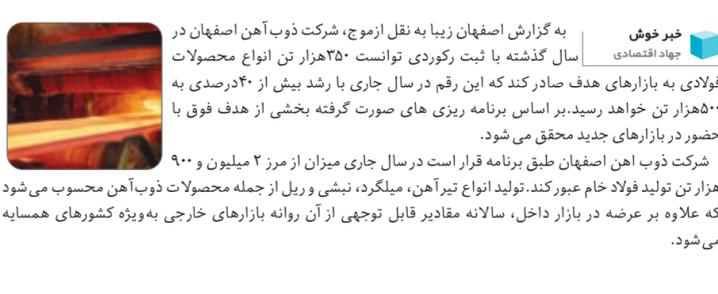 خبر خوش
جهاد اقتصادی
به گزارش اصفهان زیبا به نقل ازموج، شرکت ذوب آهن اصفهان در
سال گذشته با ثبت رکوردی توانست ۳۵۰هزار تن انواع محصولات
فولادی به بازارهای هدف صادر کند که این رقم در سال جاری با رشد بیش از ۴۰درصدی به
۵۰۰هزار تن خواهد رسید.بر اساس برنامه ریزی های صورت گرفته بخشی از هدف فوق با
حضور در بازارهای جدید محقق می شود.
شرکت ذوب اهن اصفهان طبق برنامه قرار است در سال جاری میزان از مرز ۲ میلیون و ۹۰۰
هزار تن تولید فولاد خام عبور کند.تولید انواع تیرآهن، میلگرد، نبشی و ریل از جمله محصولات ذوب‌آهن محسوب می‌شود
که علاوه بر عرضه در بازار داخل، سالانه مقادیر قابل توجهی از آن روانه بازارهای خارجی به‌ویژه کشورهای همسایه
می‌شود.